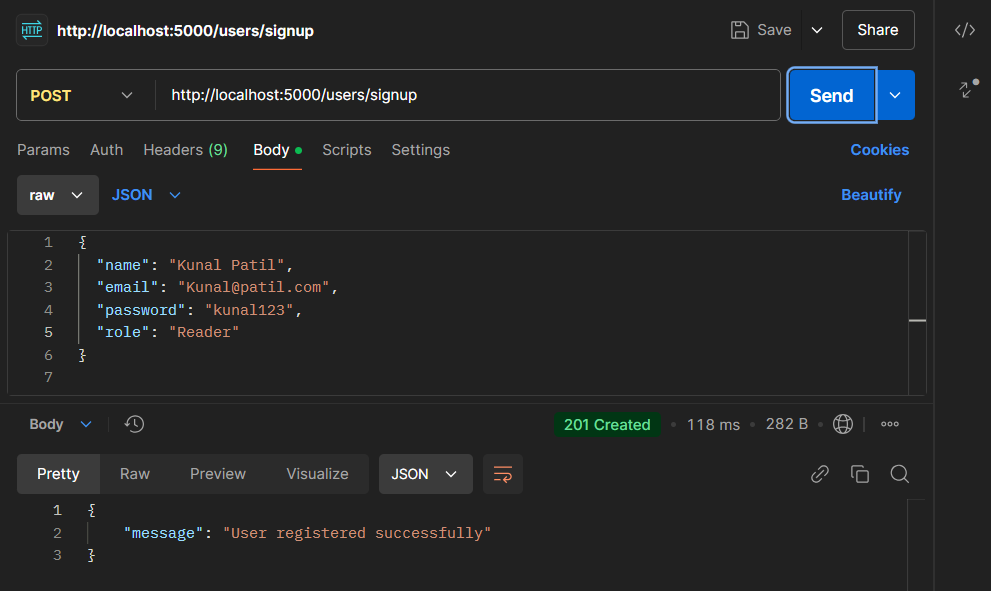 HTTP http://localhost:5000/users/signup Save Share
POST http://localhost:5000/users/signup Send
Params Auth Headers (9) Body Scripts Settings Cookies
raw JSON Beautify
1 {
2 "name": "Kunal Patil",
3 "email": "Kunal@patil.com",
4 "password": "kunal123",
5 "role": "Reader"
6 }
7
Body 201 Created 118 ms 282 B
Pretty Raw Preview Visualize JSON
1 {
2 "message": "User registered successfully"
3 }